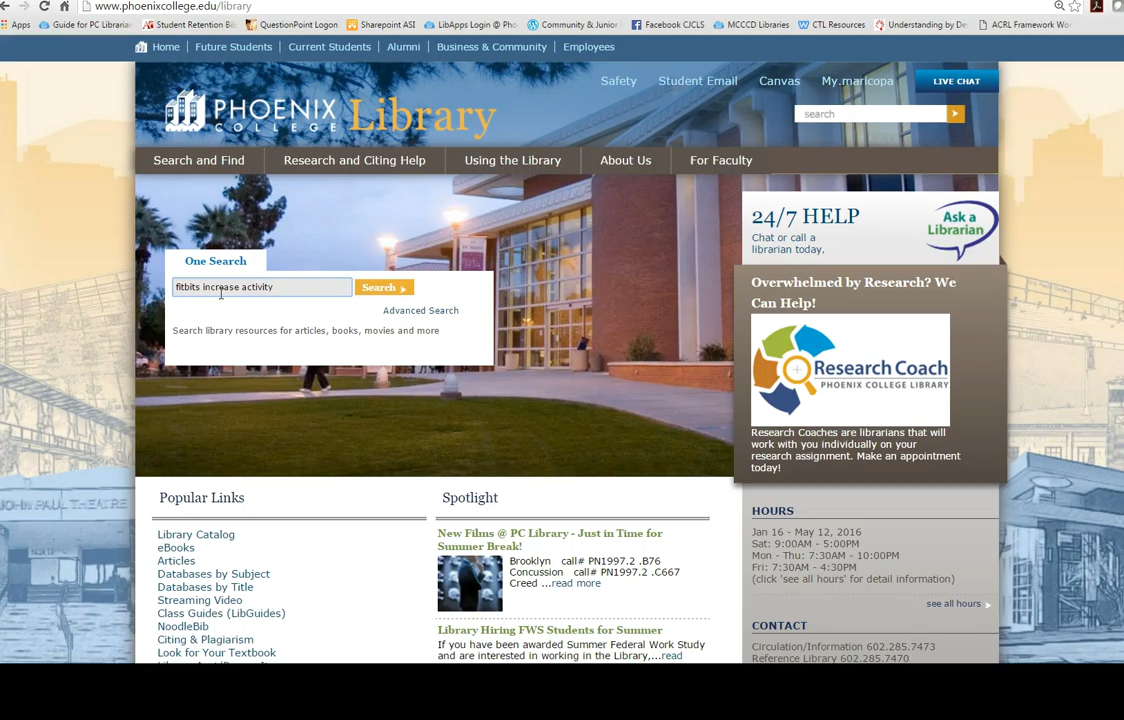 www.phoenixcollege.edu/library
Apps Guide for PC Librarian Student Retention Bib QuestionPoint Logon Sharepoint ASI LibApps Login @ Pho Community & Junior C Facebook CJCLS MCCCD Libraries CTL Resources Understanding by De ACRL Framework Wo
Home Future Students Current Students Alumni Business & Community Employees
Safety Student Email Canvas My.maricopa LIVE CHAT
PHOENIX
COLLEGE
Library
search
Search and Find Research and Citing Help Using the Library About Us For Faculty
24/7 HELP
Chat or call a
librarian today.
Ask a
Librarian
One Search
fitbits increase activity
Search
Advanced Search
Search library resources for articles, books, movies and more
Overwhelmed by Research? We
Can Help!
Research Coach
PHOENIX COLLEGE LIBRARY
Research Coaches are librarians that will
work with you individually on your
research assignment. Make an appointment
today!
Popular Links
Library Catalog
eBooks
Articles
Databases by Subject
Databases by Title
Streaming Video
Class Guides (LibGuides)
NoodleBib
Citing & Plagiarism
Look for Your Textbook
Spotlight
New Films @ PC Library - Just in Time for
Summer Break!
Brooklyn call# PN1997.2 .B76
Concussion call# PN1997.2 .C667
Creed ...read more
Library Hiring FWS Students for Summer
If you have been awarded Summer Federal Work Study
and are interested in working in the Library,...read
HOURS
Jan 16 - May 12, 2016
Sat: 9:00AM - 5:00PM
Mon - Thu: 7:30AM - 10:00PM
Fri: 7:30AM - 4:30PM
(click 'see all hours' for detail information)
see all hours
CONTACT
Circulation/Information 602.285.7473
Reference Library 602.285.7470
JOHN PAUL THEATRE